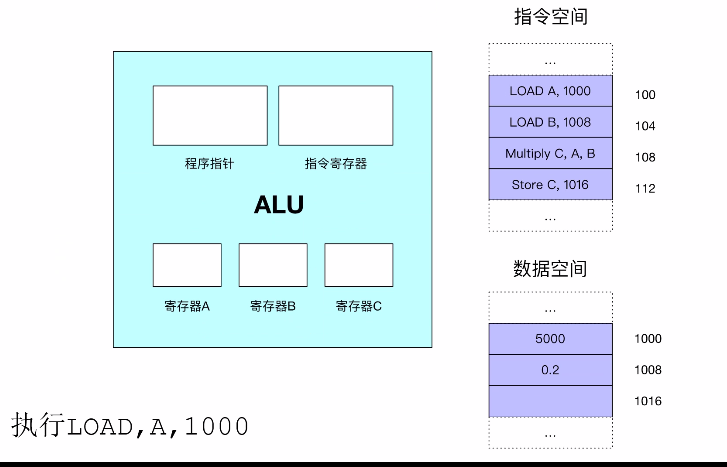 指令空间
...
LOAD A, 1000
100
LOAD B, 1008
104
Multiply C, A, B
108
Store C, 1016
112
...
程序指针
指令寄存器
ALU
寄存器A
寄存器B
寄存器C
数据空间
...
5000
1000
0.2
1008
1016
...
执行LOAD,A,1000